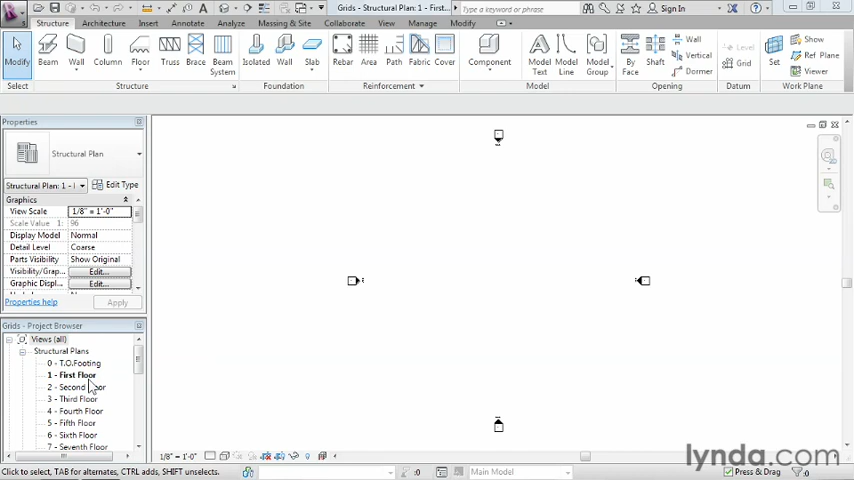 Grids - Structural Plan: 1 - First...
Type a keyword or phrase
Sign In
Structure Architecture Insert Annotate Analyze Massing & Site Collaborate View Manage Modify
Modify Beam Wall Column Floor Truss Brace Beam System Isolated Wall Slab Rebar Area Path Fabric Cover Component Model Text Model Line Model Group By Face Shaft Wall Vertical Dormer Level Grid Set Show Ref Plane Viewer
Select Structure Foundation Reinforcement Model Opening Datum Work Plane
Properties
Structural Plan
Structural Plan: 1 - Edit Type
Graphics
View Scale 1/8" = 1'-0"
Scale Value 1: 96
Display Model Normal
Detail Level Coarse
Parts Visibility Show Original
Visibility/Grap... Edit...
Graphic Displ... Edit...
Properties help Apply
Grids - Project Browser
Views (all)
Structural Plans
0 - T.O.Footing
1 - First Floor
2 - Second Floor
3 - Third Floor
4 - Fourth Floor
5 - Fifth Floor
6 - Sixth Floor
7 - Seventh Floor
1/8" = 1'-0"
Click to select, TAB for alternates, CTRL adds, SHIFT unselects.
:0
Main Model
Press & Drag
:0
lynda.com